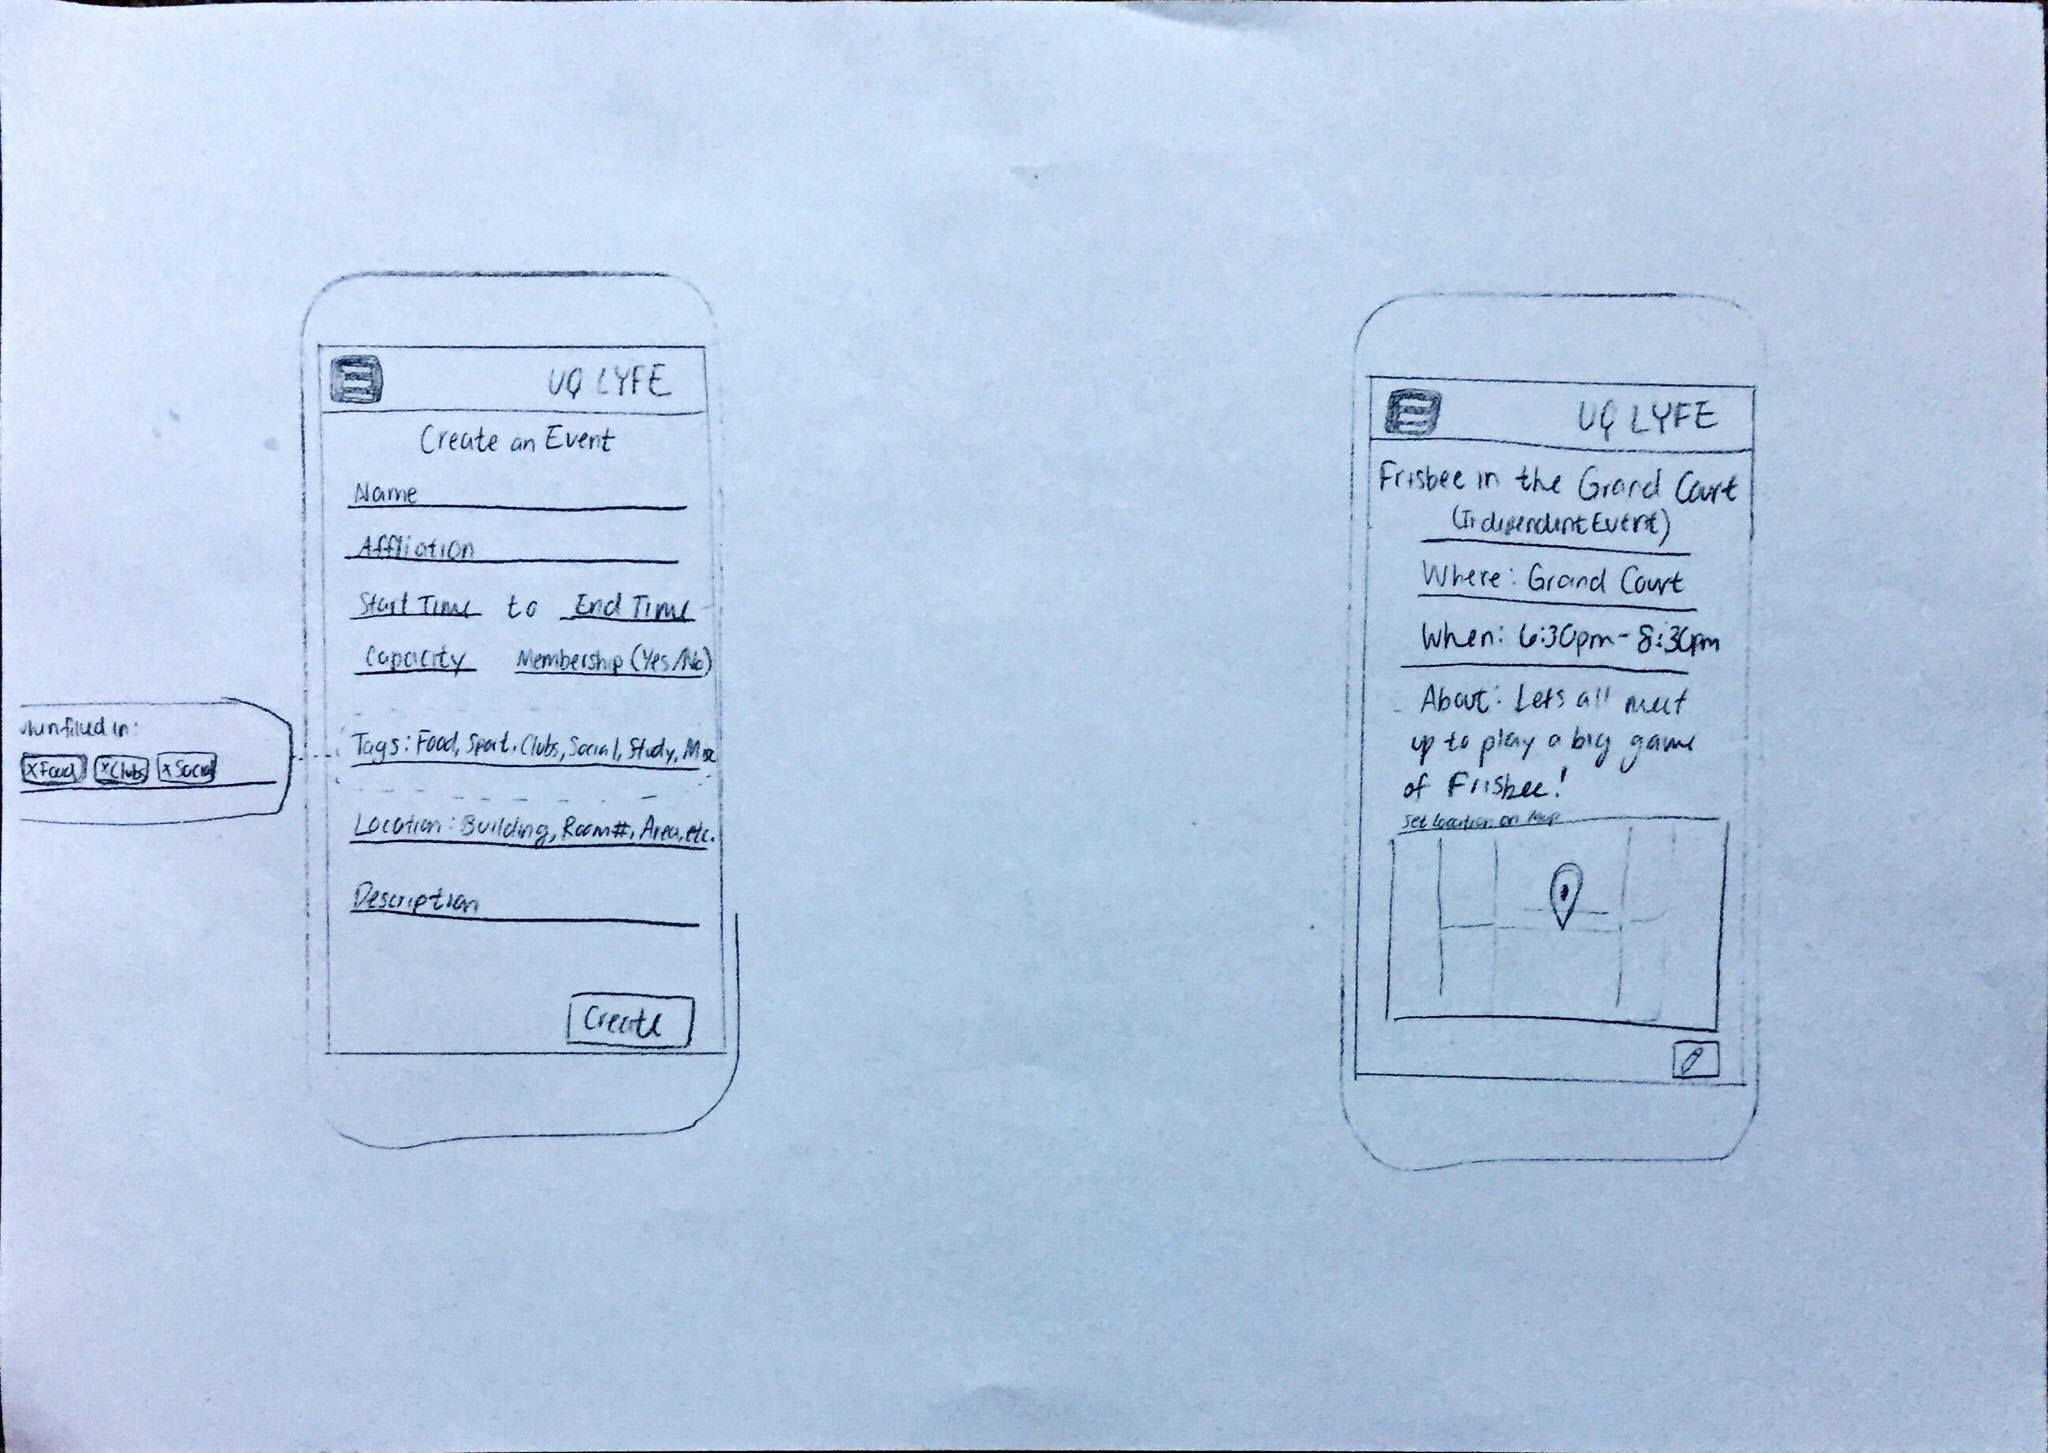 UQ LYFE
Create an Event
Name
Affliation
Start Time to End Time
Capacity Membership (Yes/No)
Tags: Food, Sport, Clubs, Social, Study, Misc
Location: Building, Room#, Area, etc.
Description
Create
when filled in:
x Food x Clubs x Social
UQ LYFE
Frisbee in the Grand Court
(Independent Event)
Where: Grand Court
When: 6:30pm - 8:30pm
About: Lets all meet
up to play a big game
of Frisbee!
Set location on Map